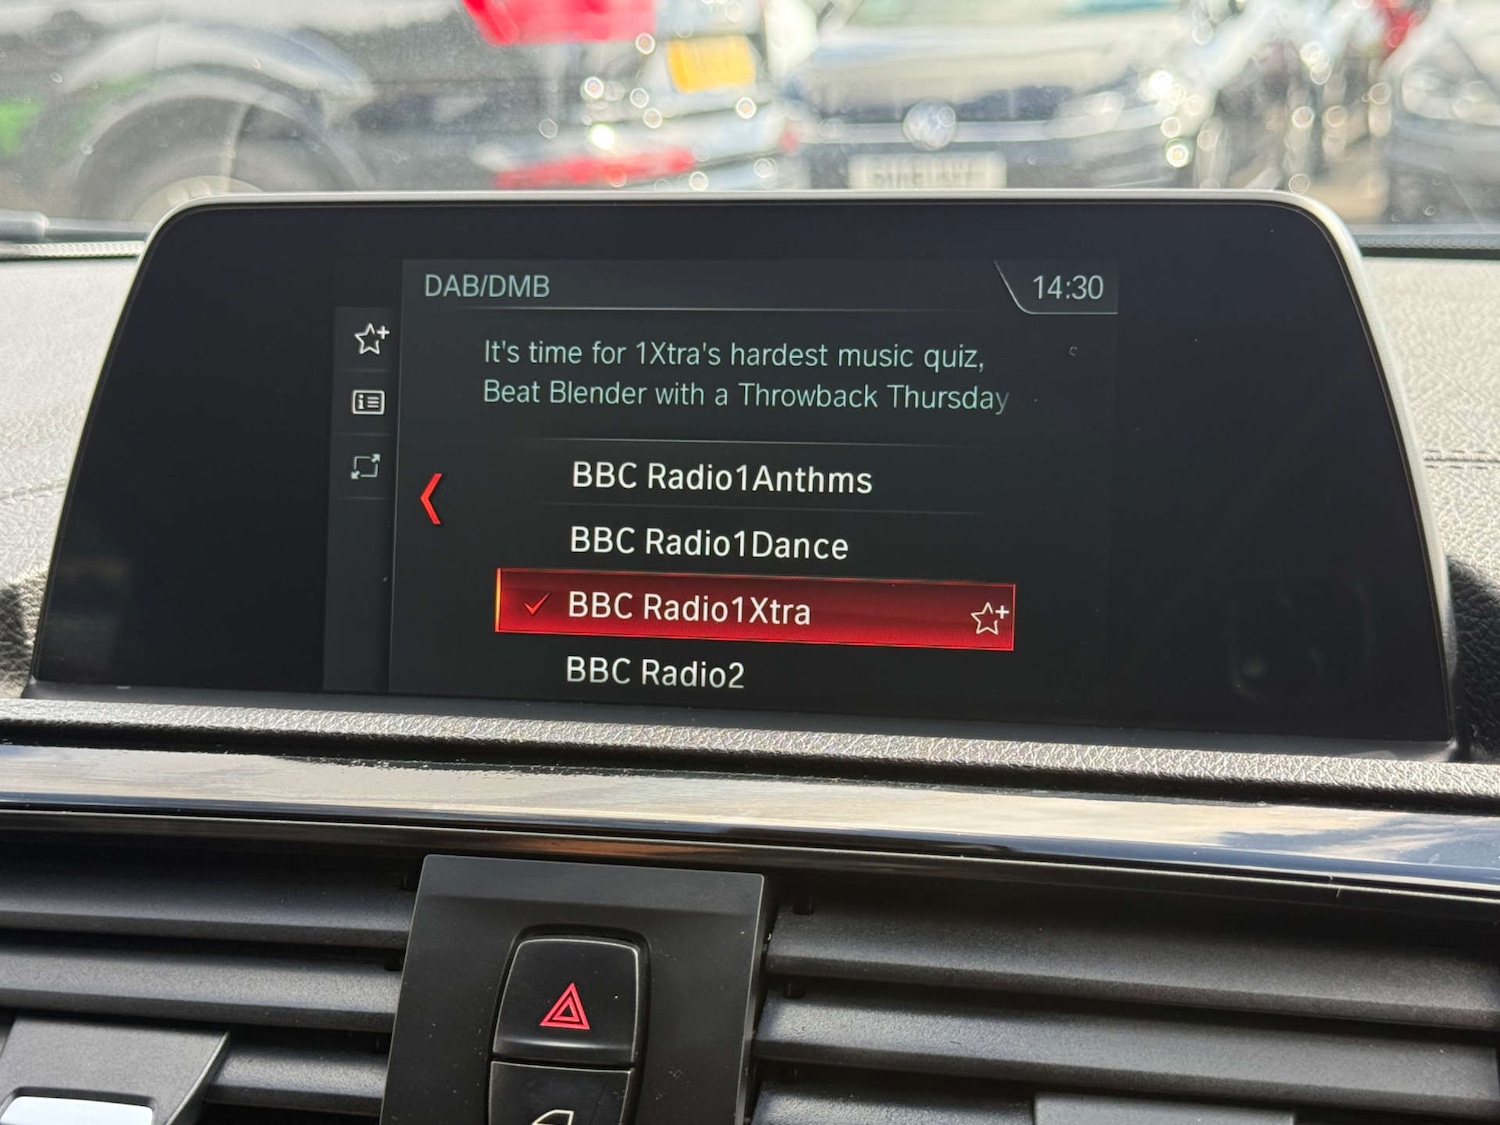 DAB/DMB
14:30
It's time for 1Xtra's hardest music quiz,
Beat Blender with a Throwback Thursday
BBC Radio1Anthms
BBC Radio1Dance
BBC Radio1Xtra
BBC Radio2